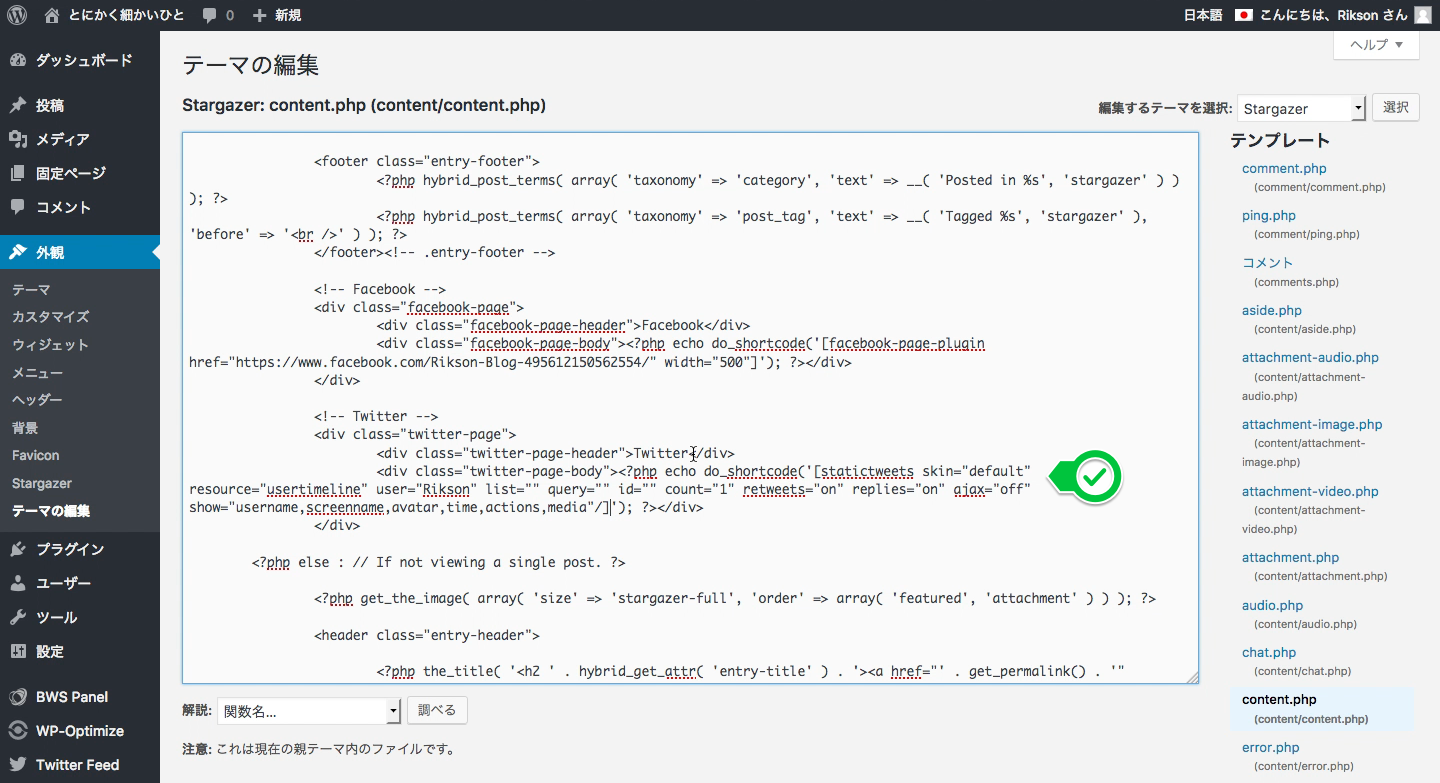 とにかく細かいひと 0 新規 日本語 こんにちは、Rikson さん
ダッシュボード
投稿
メディア
固定ページ
コメント
外観
テーマ
カスタマイズ
ウィジェット
メニュー
ヘッダー
背景
Favicon
Stargazer
テーマの編集
プラグイン
ユーザー
ツール
設定
BWS Panel
WP-Optimize
Twitter Feed
ヘルプ ▼
テーマの編集
Stargazer: content.php (content/content.php)
編集するテーマを選択: Stargazer 選択
<footer class="entry-footer">
<?php hybrid_post_terms( array( 'taxonomy' => 'category', 'text' => __( 'Posted in %s', 'stargazer' ) )
); ?>
<?php hybrid_post_terms( array( 'taxonomy' => 'post_tag', 'text' => __( 'Tagged %s', 'stargazer' ),
'before' => '<br />' ) ); ?>
</footer><!-- .entry-footer -->
<!-- Facebook -->
<div class="facebook-page">
<div class="facebook-page-header">Facebook</div>
<div class="facebook-page-body"><?php echo do_shortcode('[facebook-page-plugin
href="https://www.facebook.com/Rikson-Blog-495612150562554/" width="500"]'); ?></div>
</div>
<!-- Twitter -->
<div class="twitter-page">
<div class="twitter-page-header">Twitter</div>
<div class="twitter-page-body"><?php echo do_shortcode('[statictweets skin="default"
resource="usertimeline" user="Rikson" list="" query="" id="" count="1" retweets="on" replies="on" ajax="off"
show="username,screenname,avatar,time,actions,media"/]'); ?></div>
</div>
<?php else : // If not viewing a single post. ?>
<?php get_the_image( array( 'size' => 'stargazer-full', 'order' => array( 'featured', 'attachment' ) ) ); ?>
<header class="entry-header">
<?php the_title( '<h2 ' . hybrid_get_attr( 'entry-title' ) . '><a href="' . get_permalink() . '"
解説: 関数名... 調べる
注意: これは現在の親テーマ内のファイルです。
テンプレート
comment.php
(comment/comment.php)
ping.php
(comment/ping.php)
コメント
(comments.php)
aside.php
(content/aside.php)
attachment-audio.php
(content/attachment-
audio.php)
attachment-image.php
(content/attachment-
image.php)
attachment-video.php
(content/attachment-
video.php)
attachment.php
(content/attachment.php)
audio.php
(content/audio.php)
chat.php
(content/chat.php)
content.php
(content/content.php)
error.php
(content/error.php)